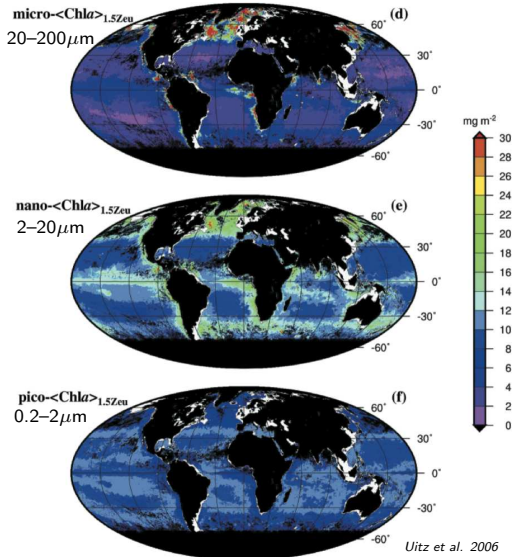 micro-<Chla>1.5Zeu
(d)
20–200μm
60°
30°
0°
-30°
-60°
mg m-2
30
28
26
24
22
20
18
16
14
12
10
8
6
4
2
0
nano-<Chla>1.5Zeu
(e)
2–20μm
60°
30°
0°
-30°
-60°
pico-<Chla>1.5Zeu
(f)
0.2–2μm
60°
30°
0°
-30°
-60°
Uitz et al. 2006